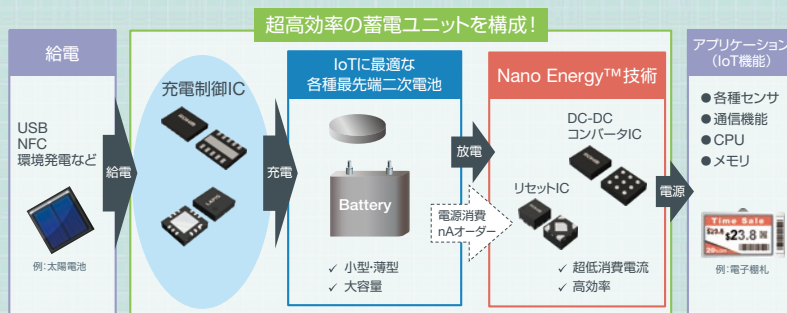 超高効率の蓄電ユニットを構成！
給電
USB
NFC
環境発電など
例：太陽電池
給電
充電制御IC
ROHM
LAPIS
充電
IoTに最適な
各種最先端二次電池
Battery
✓ 小型・薄型
✓ 大容量
放電
電源消費
nAオーダー
Nano Energy™技術
DC-DC
コンバータIC
リセットIC
✓ 超低消費電流
✓ 高効率
電源
アプリケーション
（IoT機能）
●各種センサ
●通信機能
●CPU
●メモリ
Time Sale
$23.8
例：電子棚札